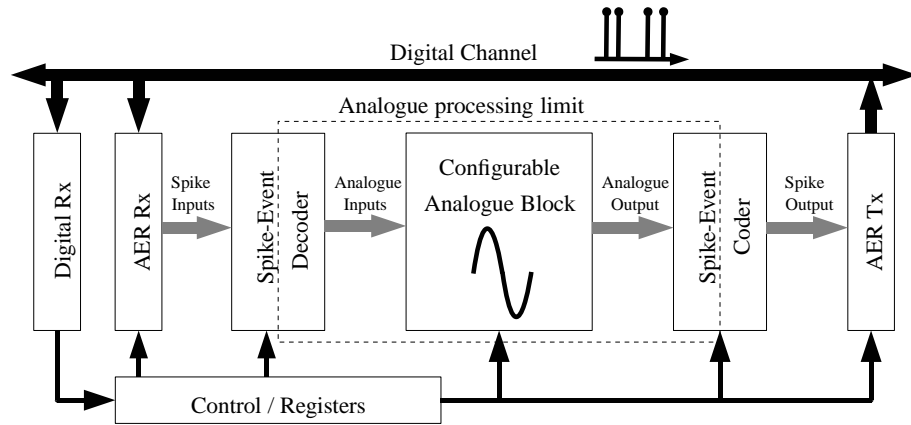 Digital Channel
Analogue processing limit
Digital Rx
AER Rx
Spike
Inputs
Spike-Event
Decoder
Analogue
Inputs
Configurable
Analogue Block
Analogue
Output
Spike-Event
Coder
Spike
Output
AER Tx
Control / Registers